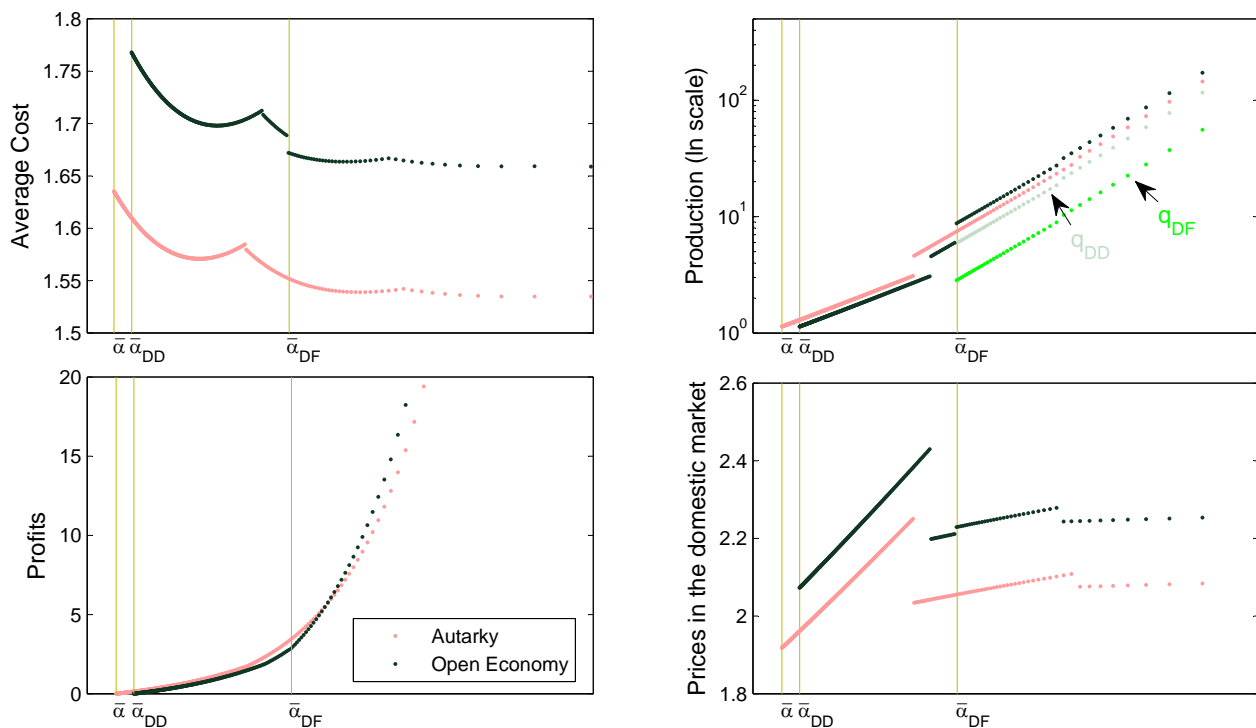 1.8
1.75
1.7
1.65
1.6
1.55
1.5
Average Cost
ᾱ ᾱDD ᾱDF
10²
10¹
10⁰
Production (ln scale)
qDD
qDF
ᾱ ᾱDD ᾱDF
20
15
10
5
0
Profits
Autarky
Open Economy
ᾱ ᾱDD ᾱDF
2.6
2.4
2.2
2
1.8
Prices in the domestic market
ᾱ ᾱDD ᾱDF